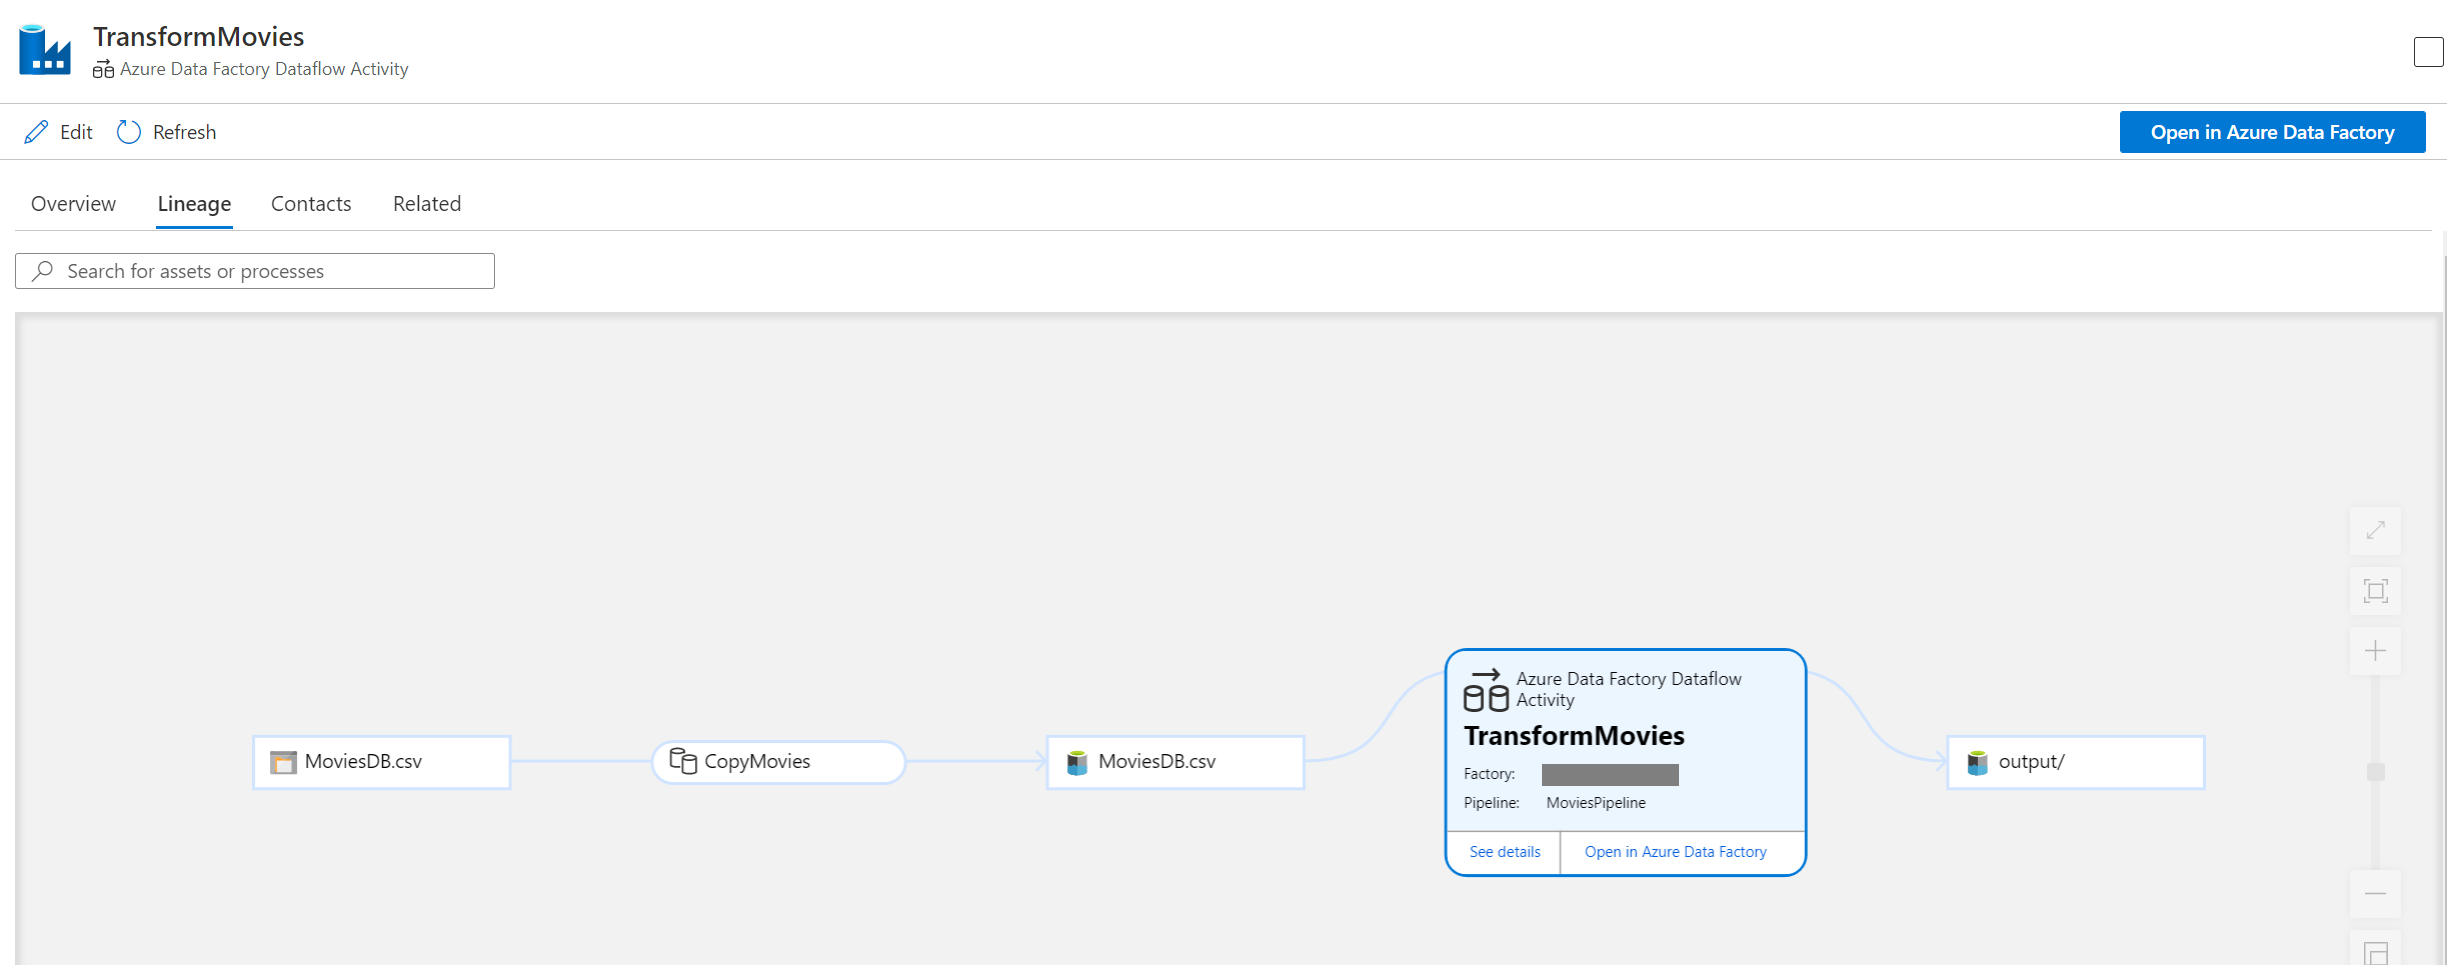 TransformMovies
Azure Data Factory Dataflow Activity
Edit
Refresh
Open in Azure Data Factory
Overview
Lineage
Contacts
Related
Search for assets or processes
MoviesDB.csv
CopyMovies
MoviesDB.csv
Azure Data Factory Dataflow
Activity
TransformMovies
Factory:
Pipeline: MoviesPipeline
See details
Open in Azure Data Factory
output/